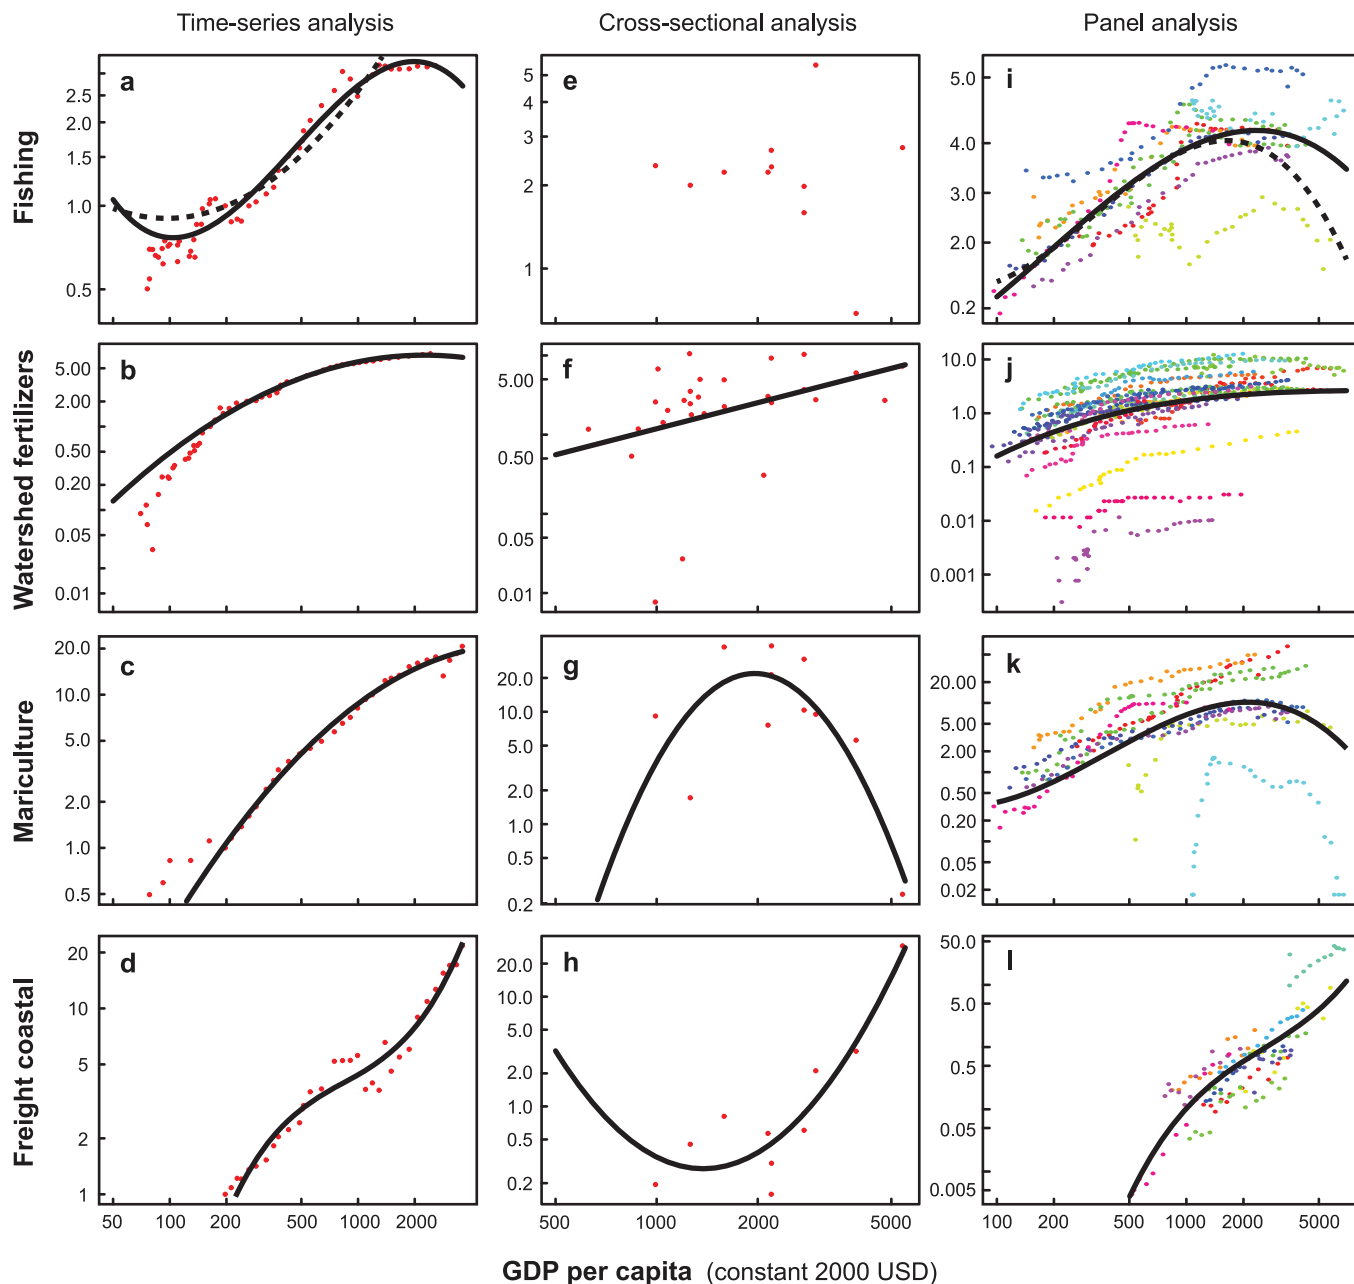 Time-series analysis
Cross-sectional analysis
Panel analysis
Fishing
a
2.5
2.0
1.5
1.0
0.5
e
5
4
3
2
1
i
5.0
4.0
3.0
2.0
0.2
Watershed fertilizers
b
5.00
2.00
0.50
0.20
0.05
0.01
f
5.00
0.50
0.05
0.01
j
10.0
1.0
0.1
0.01
0.001
Mariculture
c
20.0
10.0
5.0
2.0
1.0
0.5
g
20.0
10.0
5.0
2.0
1.0
0.5
0.2
k
20.00
5.00
2.00
0.50
0.20
0.05
0.02
Freight coastal
d
20
10
5
2
1
h
20.0
10.0
5.0
2.0
1.0
0.5
0.2
l
50.0
5.0
0.5
0.05
0.005
50 100 200 500 1000 2000
500 1000 2000 5000
100 200 500 1000 2000 5000
GDP per capita (constant 2000 USD)